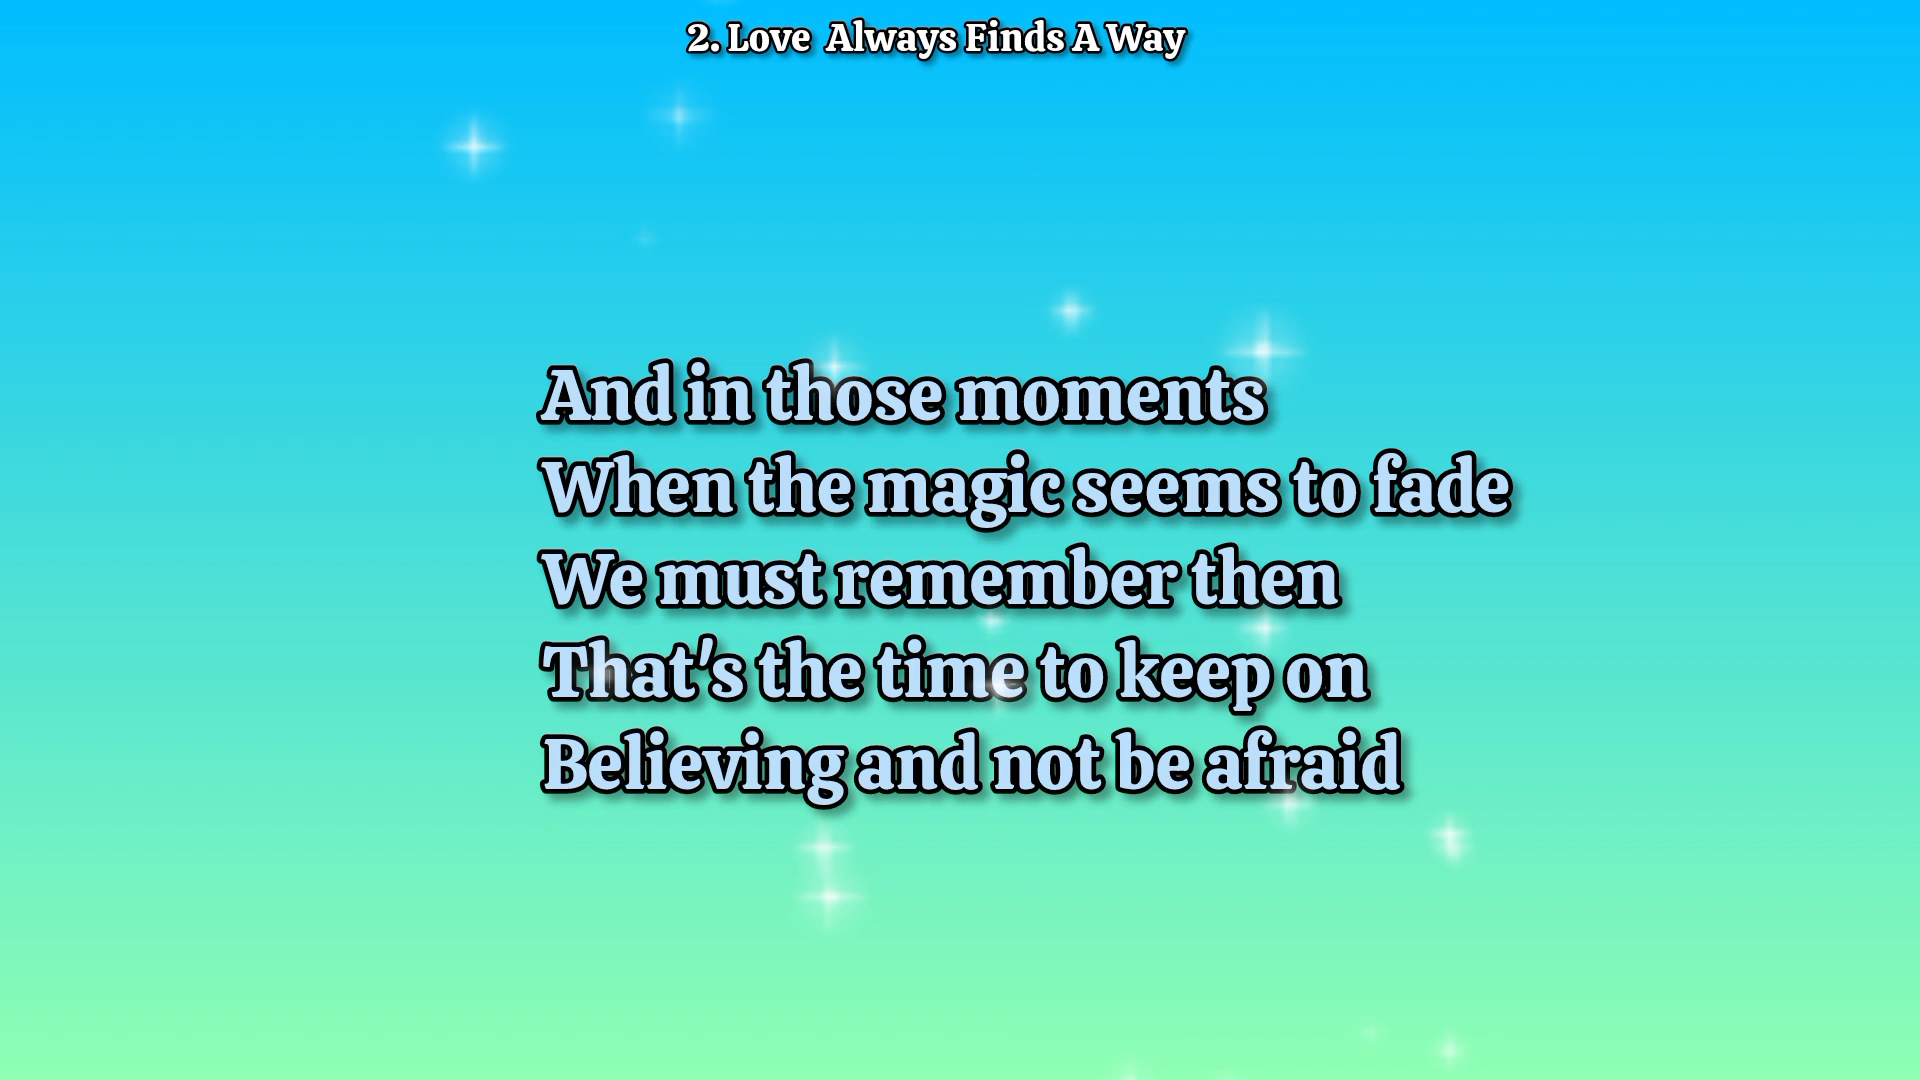 2. Love  Always Finds A Way
And in those moments
When the magic seems to fade
We must remember then
That's the time to keep on
Believing and not be afraid